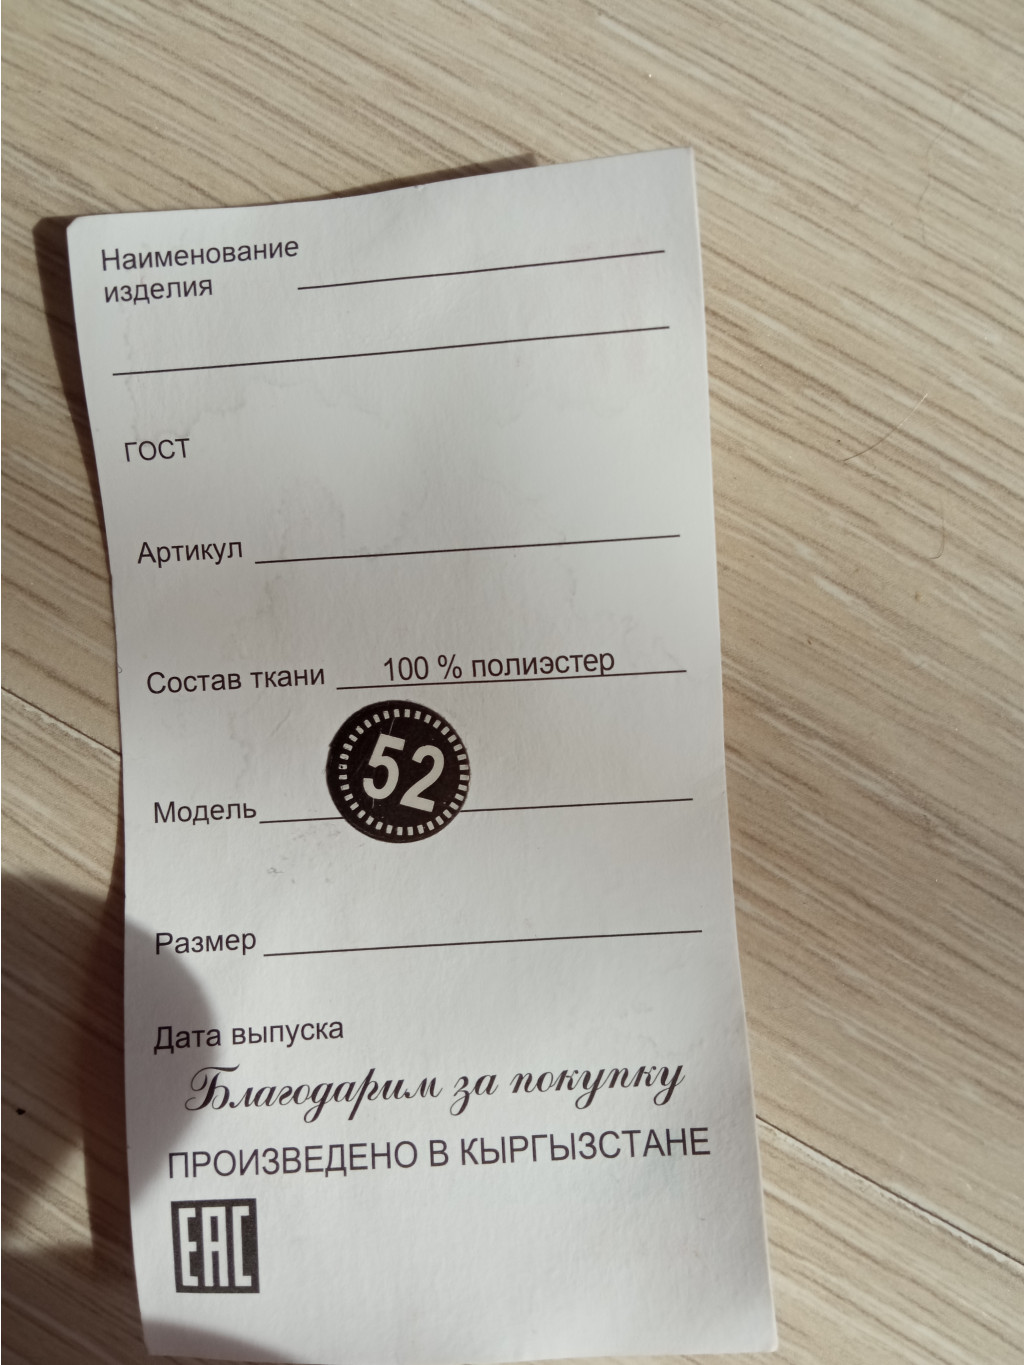 Наименование
изделия
ГОСТ
Артикул
Состав ткани 100 % полиэстер
52
Модель
Размер
Дата выпуска
Благодарим за покупку
ПРОИЗВЕДЕНО В КЫРГЫЗСТАНЕ
EAC